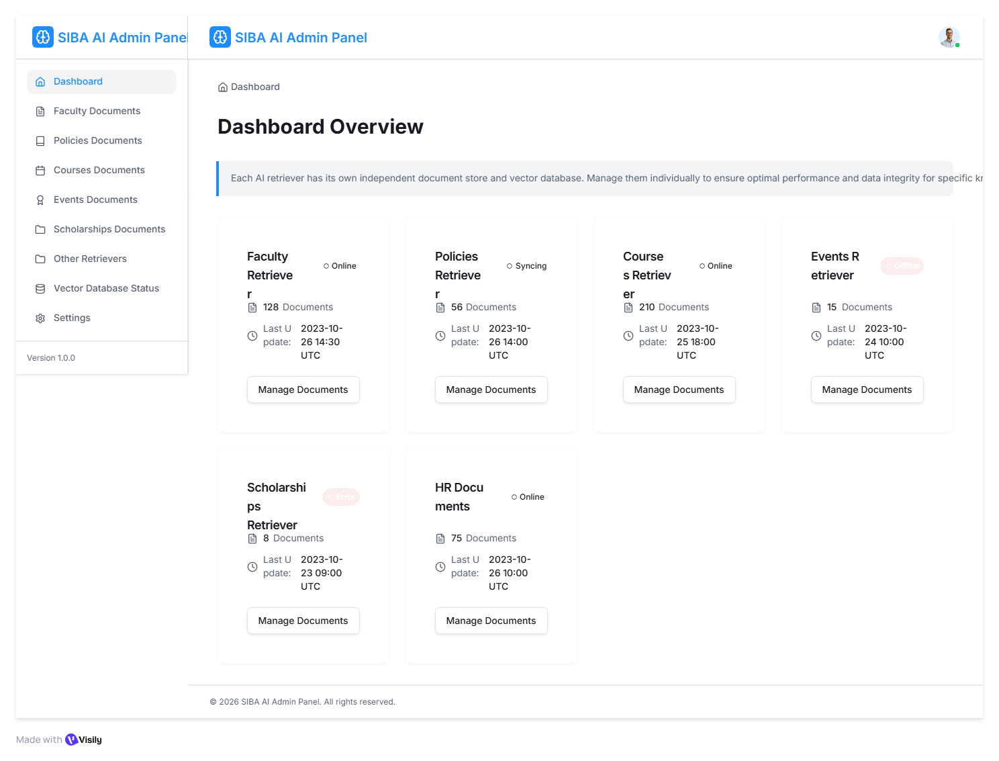 SIBA AI Admin Panel
SIBA AI Admin Panel
Dashboard
Faculty Documents
Policies Documents
Courses Documents
Events Documents
Scholarships Documents
Other Retrievers
Vector Database Status
Settings
Version 1.0.0
Dashboard
Dashboard Overview
Each AI retriever has its own independent document store and vector database. Manage them individually to ensure optimal performance and data integrity for specific
Faculty
Retrieve
r
Online
128 Documents
Last U
pdate:
2023-10-
26 14:30
UTC
Manage Documents
Policies
Retrieve
r
Syncing
56 Documents
Last U
pdate:
2023-10-
26 14:00
UTC
Manage Documents
Course
s Retriev
er
Online
210 Documents
Last U
pdate:
2023-10-
25 18:00
UTC
Manage Documents
Events R
etriever
Offline
15 Documents
Last U
pdate:
2023-10-
24 10:00
UTC
Manage Documents
Scholarshi
ps
Retriever
Error
8 Documents
Last U
pdate:
2023-10-
23 09:00
UTC
Manage Documents
HR Docu
ments
Online
75 Documents
Last U
pdate:
2023-10-
26 10:00
UTC
Manage Documents
© 2026 SIBA AI Admin Panel. All rights reserved.
Made with Visily